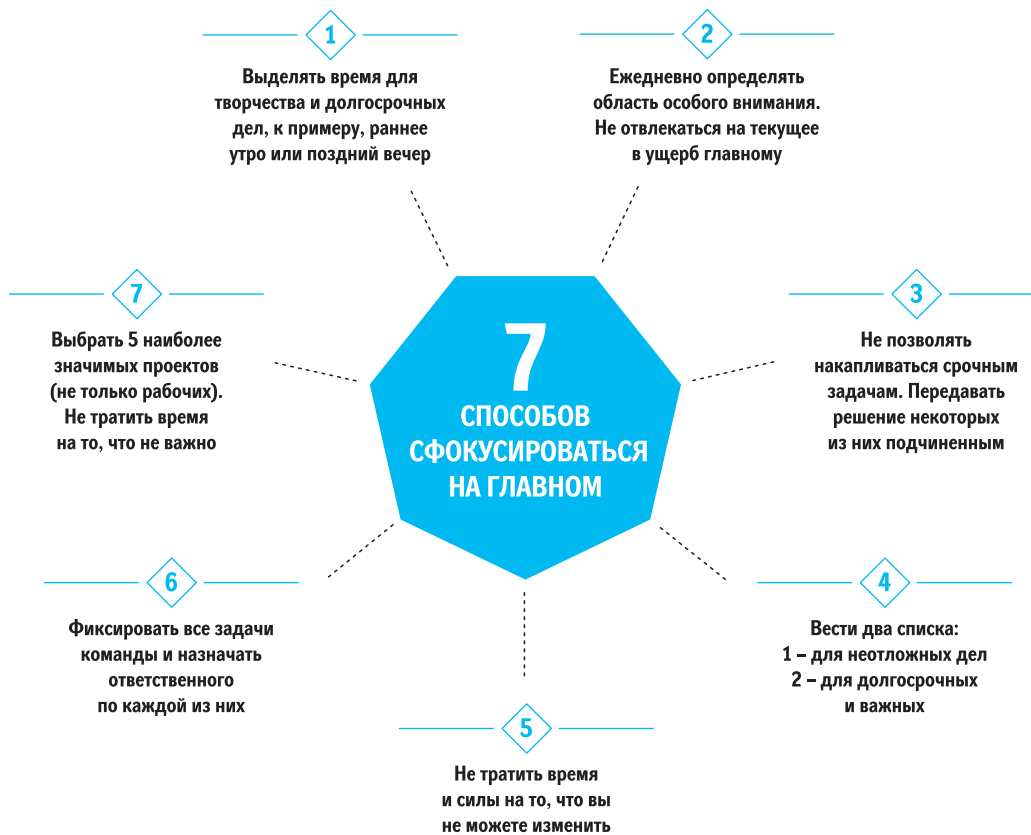 1
Выделять время для
творчества и долгосрочных
дел, к примеру, раннее
утро или поздний вечер
2
Ежедневно определять
область особого внимания.
Не отвлекаться на текущее
в ущерб главному
7
СПОСОБОВ
СФОКУСИРОВАТЬСЯ
НА ГЛАВНОМ
3
Не позволять
накапливаться срочным
задачам. Передавать
решение некоторых
из них подчиненным
4
Вести два списка:
1 – для неотложных дел
2 – для долгосрочных
и важных
5
Не тратить время
и силы на то, что вы
не можете изменить
6
Фиксировать все задачи
команды и назначать
ответственного
по каждой из них
7
Выбрать 5 наиболее
значимых проектов
(не только рабочих).
Не тратить время
на то, что не важно